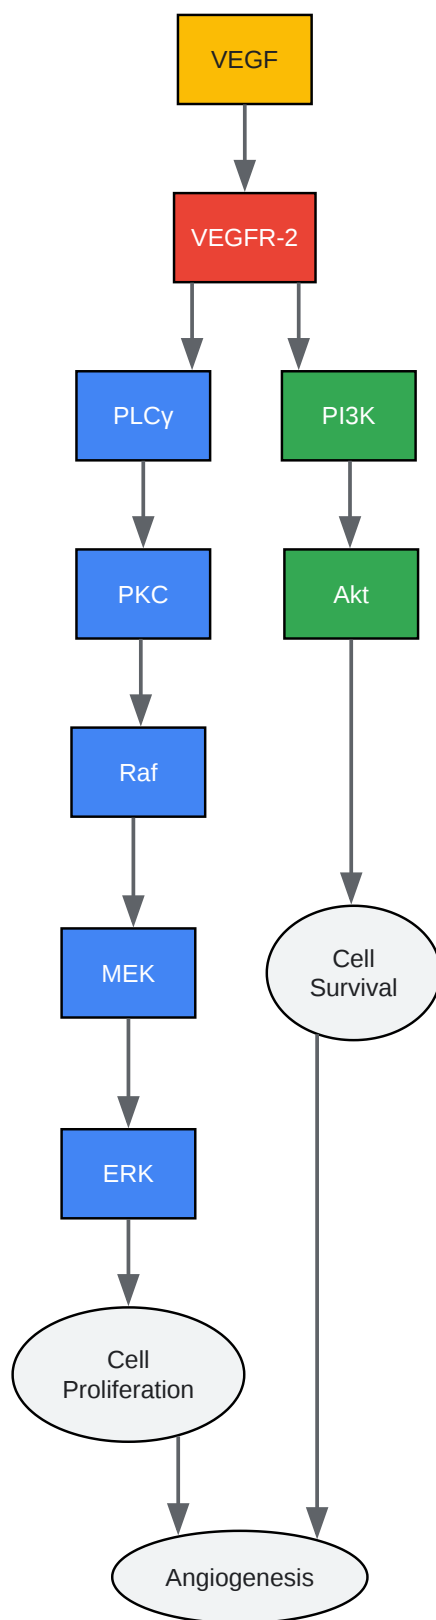 VEGF
VEGFR-2
PLCγ
PI3K
PKC
Akt
Raf
MEK
Cell
Survival
ERK
Cell
Proliferation
Angiogenesis